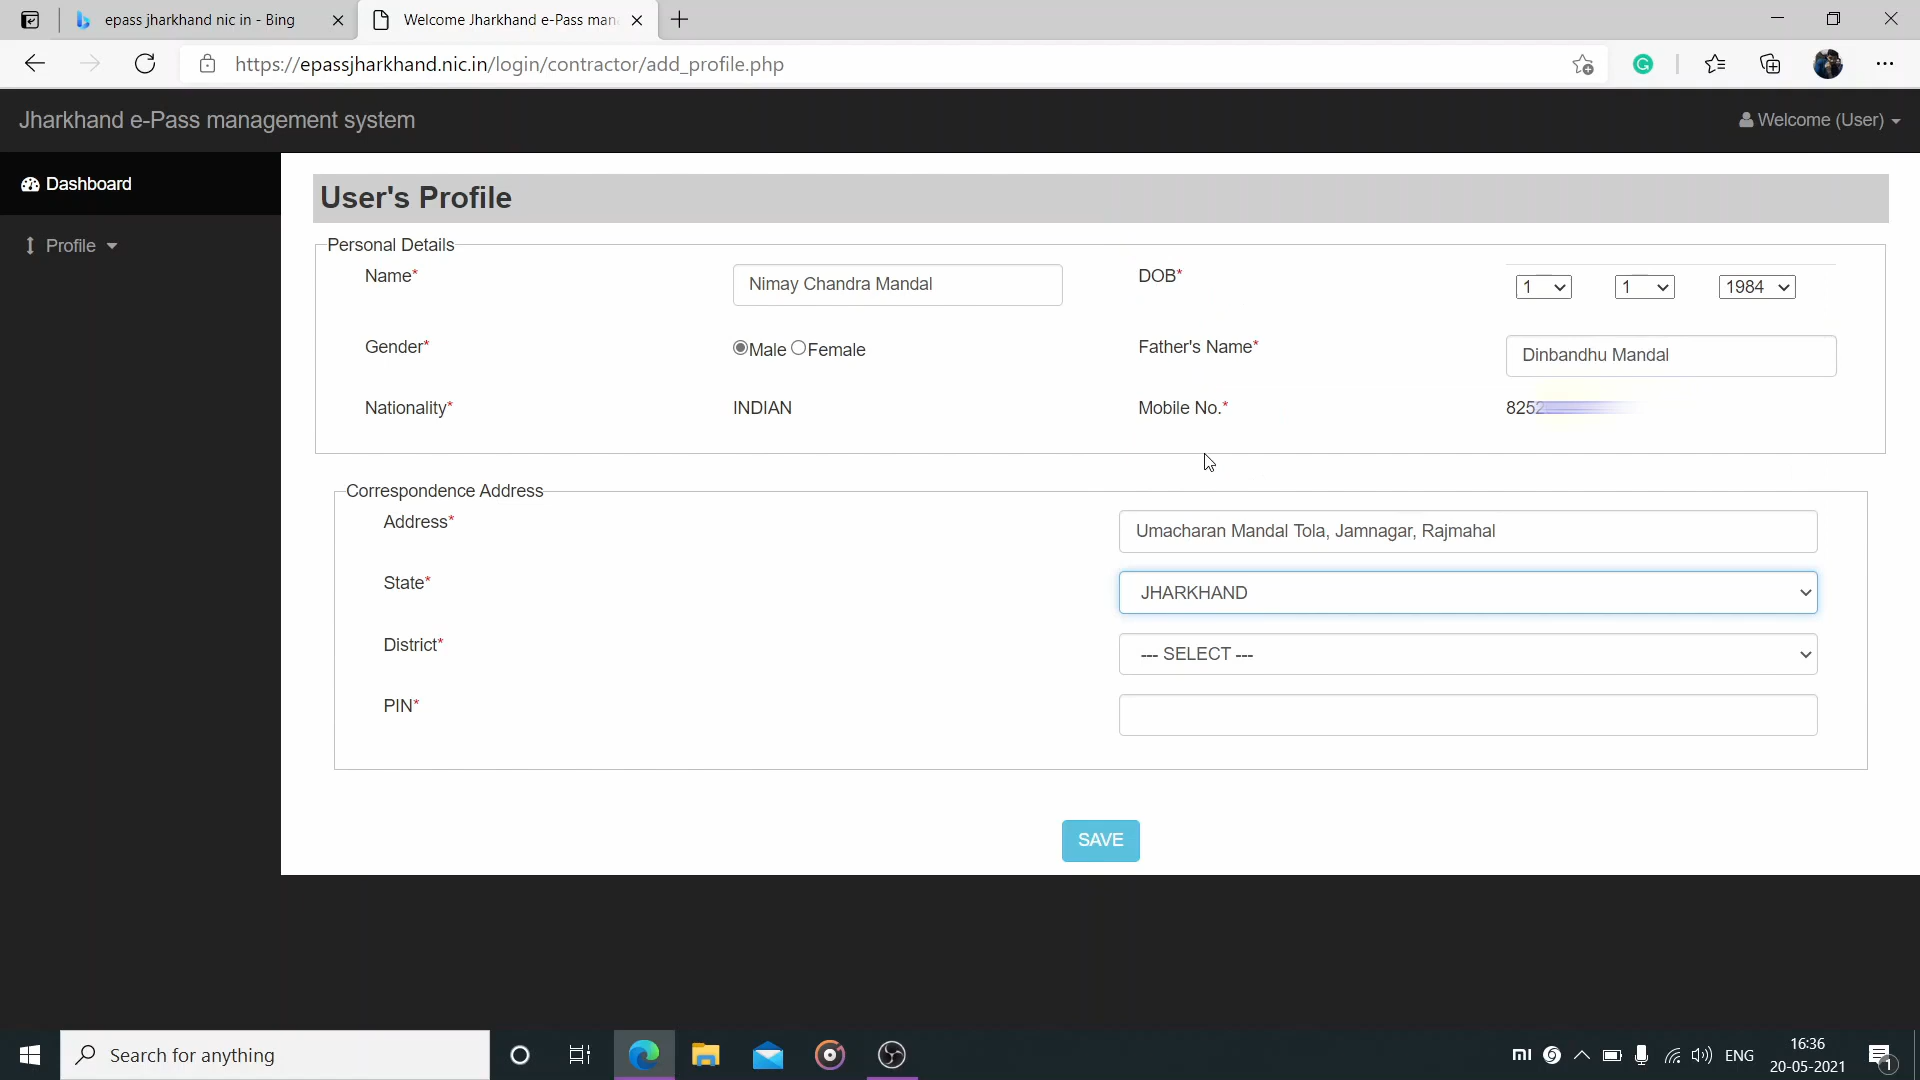 epass jharkhand nic in - Bing
Welcome Jharkhand e-Pass man
https://epassjharkhand.nic.in/login/contractor/add_profile.php
Jharkhand e-Pass management system
Welcome (User)
Dashboard
Profile
User's Profile
Personal Details
Name* Nimay Chandra Mandal DOB* 1 1 1984
Gender* Male Female Father's Name* Dinbandhu Mandal
Nationality* INDIAN Mobile No.* 8252
Correspondence Address
Address* Umacharan Mandal Tola, Jamnagar, Rajmahal
State* JHARKHAND
District* --- SELECT ---
PIN*
SAVE
Search for anything
mi
ENG
16:36
20-05-2021
1